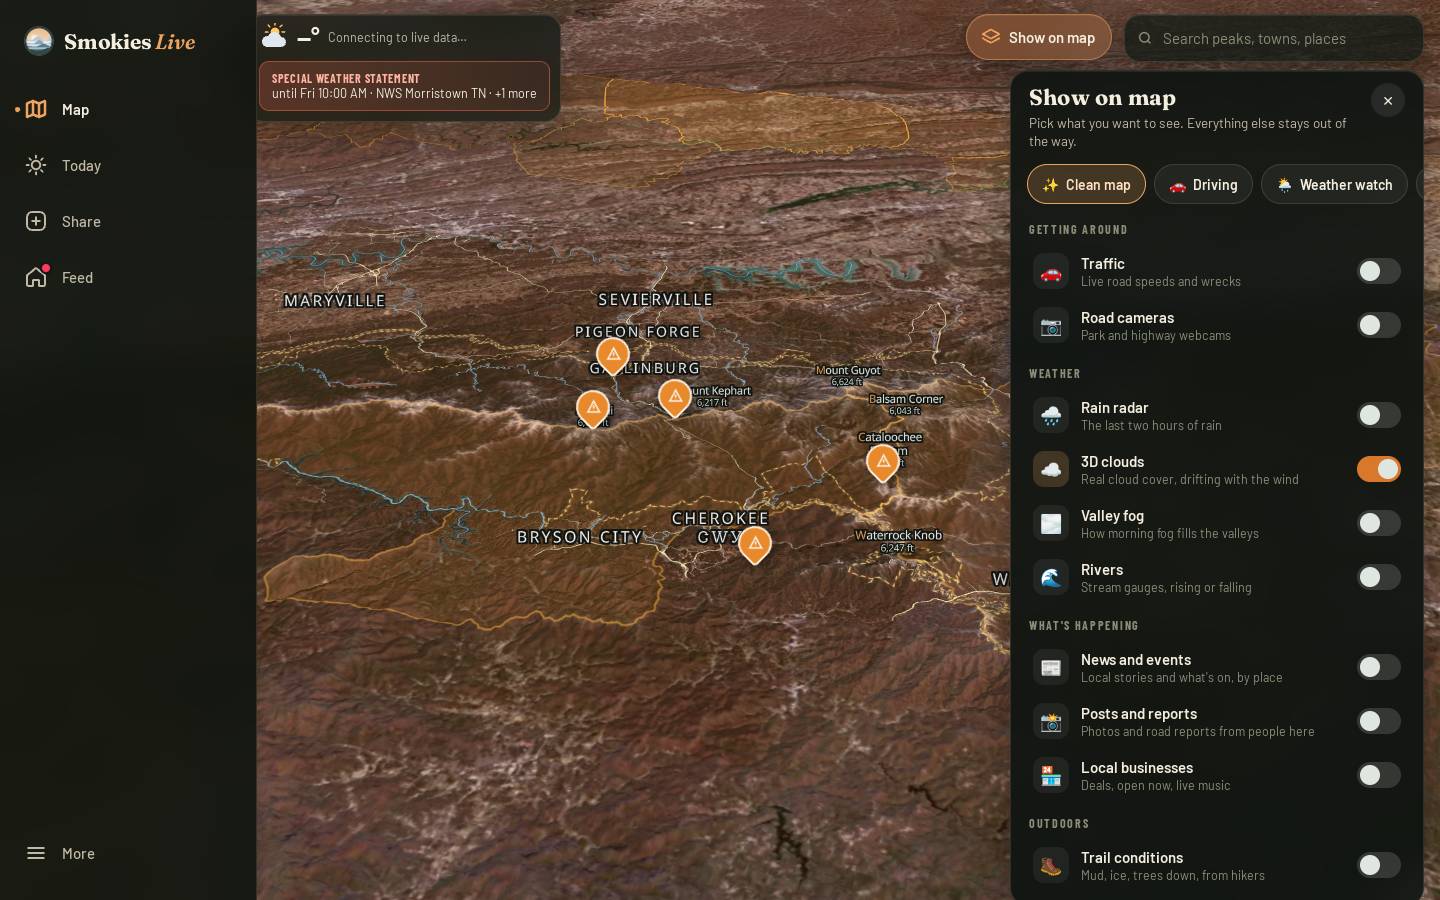 Smokies Live
Map
Today
Share
Feed
More
Connecting to live data...
SPECIAL WEATHER STATEMENT
until Fri 10:00 AM · NWS Morristown TN · +1 more
Show on map
Search peaks, towns, places
MARYVILLE
SEVIERVILLE
PIGEON FORGE
Mount Guyot
6,624 ft
6,217 ft
Balsam Corner
6,043 ft
Cataloochee
CHEROKEE
BRYSON CITY
Waterrock Knob
6,247 ft
Show on map
Pick what you want to see. Everything else stays out of
the way.
Clean map
Driving
Weather watch
GETTING AROUND
Traffic
Live road speeds and wrecks
Road cameras
Park and highway webcams
WEATHER
Rain radar
The last two hours of rain
3D clouds
Real cloud cover, drifting with the wind
Valley fog
How morning fog fills the valleys
Rivers
Stream gauges, rising or falling
WHAT'S HAPPENING
News and events
Local stories and what's on, by place
Posts and reports
Photos and road reports from people here
Local businesses
Deals, open now, live music
OUTDOORS
Trail conditions
Mud, ice, trees down, from hikers